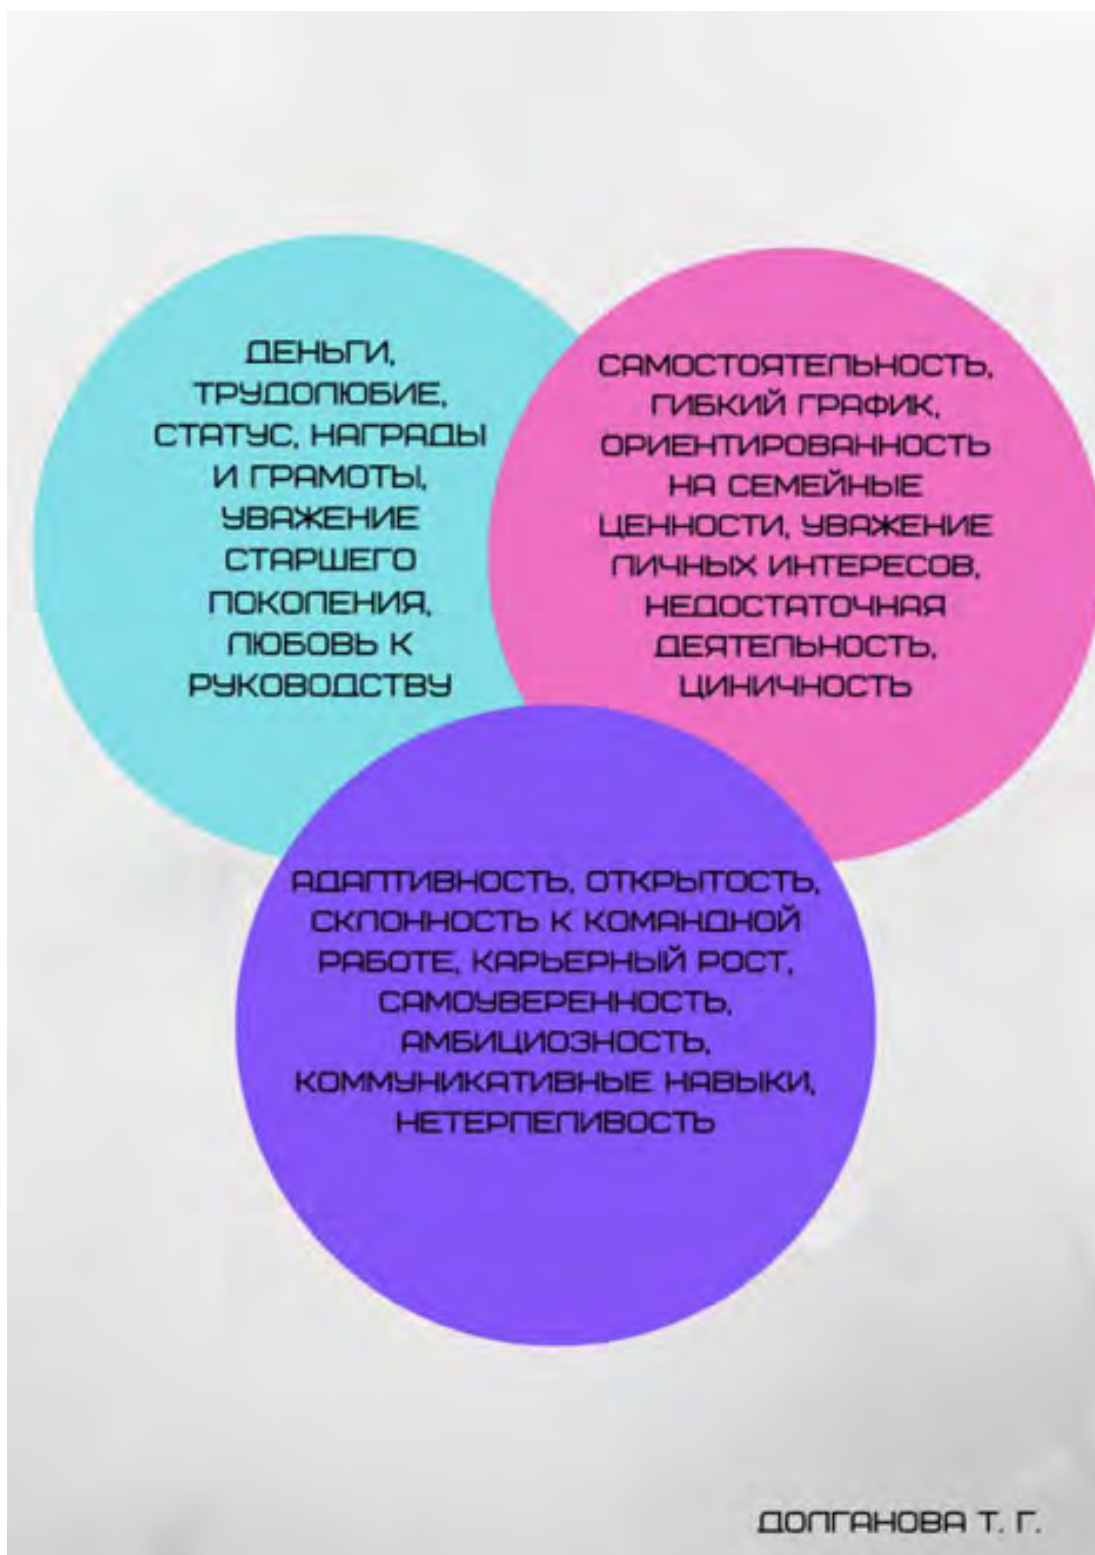 ДЕНЬГИ,
ТРУДОЛЮБИЕ,
СТАТУС, НАГРАДЫ
И ГРАМОТЫ,
УВАЖЕНИЕ
СТАРШЕГО
ПОКОЛЕНИЯ,
ЛЮБОВЬ К
РУКОВОДСТВУ
САМОСТОЯТЕЛЬНОСТЬ,
ГИБКИЙ ГРАФИК,
ОРИЕНТИРОВАННОСТЬ
НА СЕМЕЙНЫЕ
ЦЕННОСТИ, УВАЖЕНИЕ
ЛИЧНЫХ ИНТЕРЕСОВ,
НЕДОСТАТОЧНАЯ
ДЕЯТЕЛЬНОСТЬ,
ЦИНИЧНОСТЬ
АДАПТИВНОСТЬ, ОТКРЫТОСТЬ,
СКЛОННОСТЬ К КОМАНДНОЙ
РАБОТЕ, КАРЬЕРНЫЙ РОСТ,
САМОУВЕРЕННОСТЬ,
АМБИЦИОЗНОСТЬ,
КОММУНИКАТИВНЫЕ НАВЫКИ,
НЕТЕРПЕЛИВОСТЬ
ДОЛГАНОВА Т. Г.